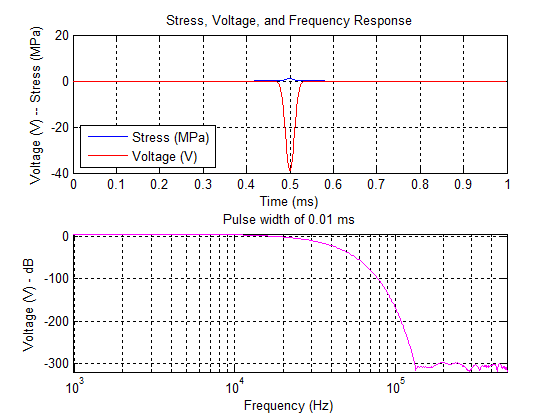 Stress, Voltage, and Frequency Response
Voltage (V) -- Stress (MPa)
20
0
-20
-40
Stress (MPa)
Voltage (V)
0 0.1 0.2 0.3 0.4 0.5 0.6 0.7 0.8 0.9 1
Time (ms)
Pulse width of 0.01 ms
Voltage (V) - dB
0
-100
-200
-300
10^3 10^4 10^5
Frequency (Hz)